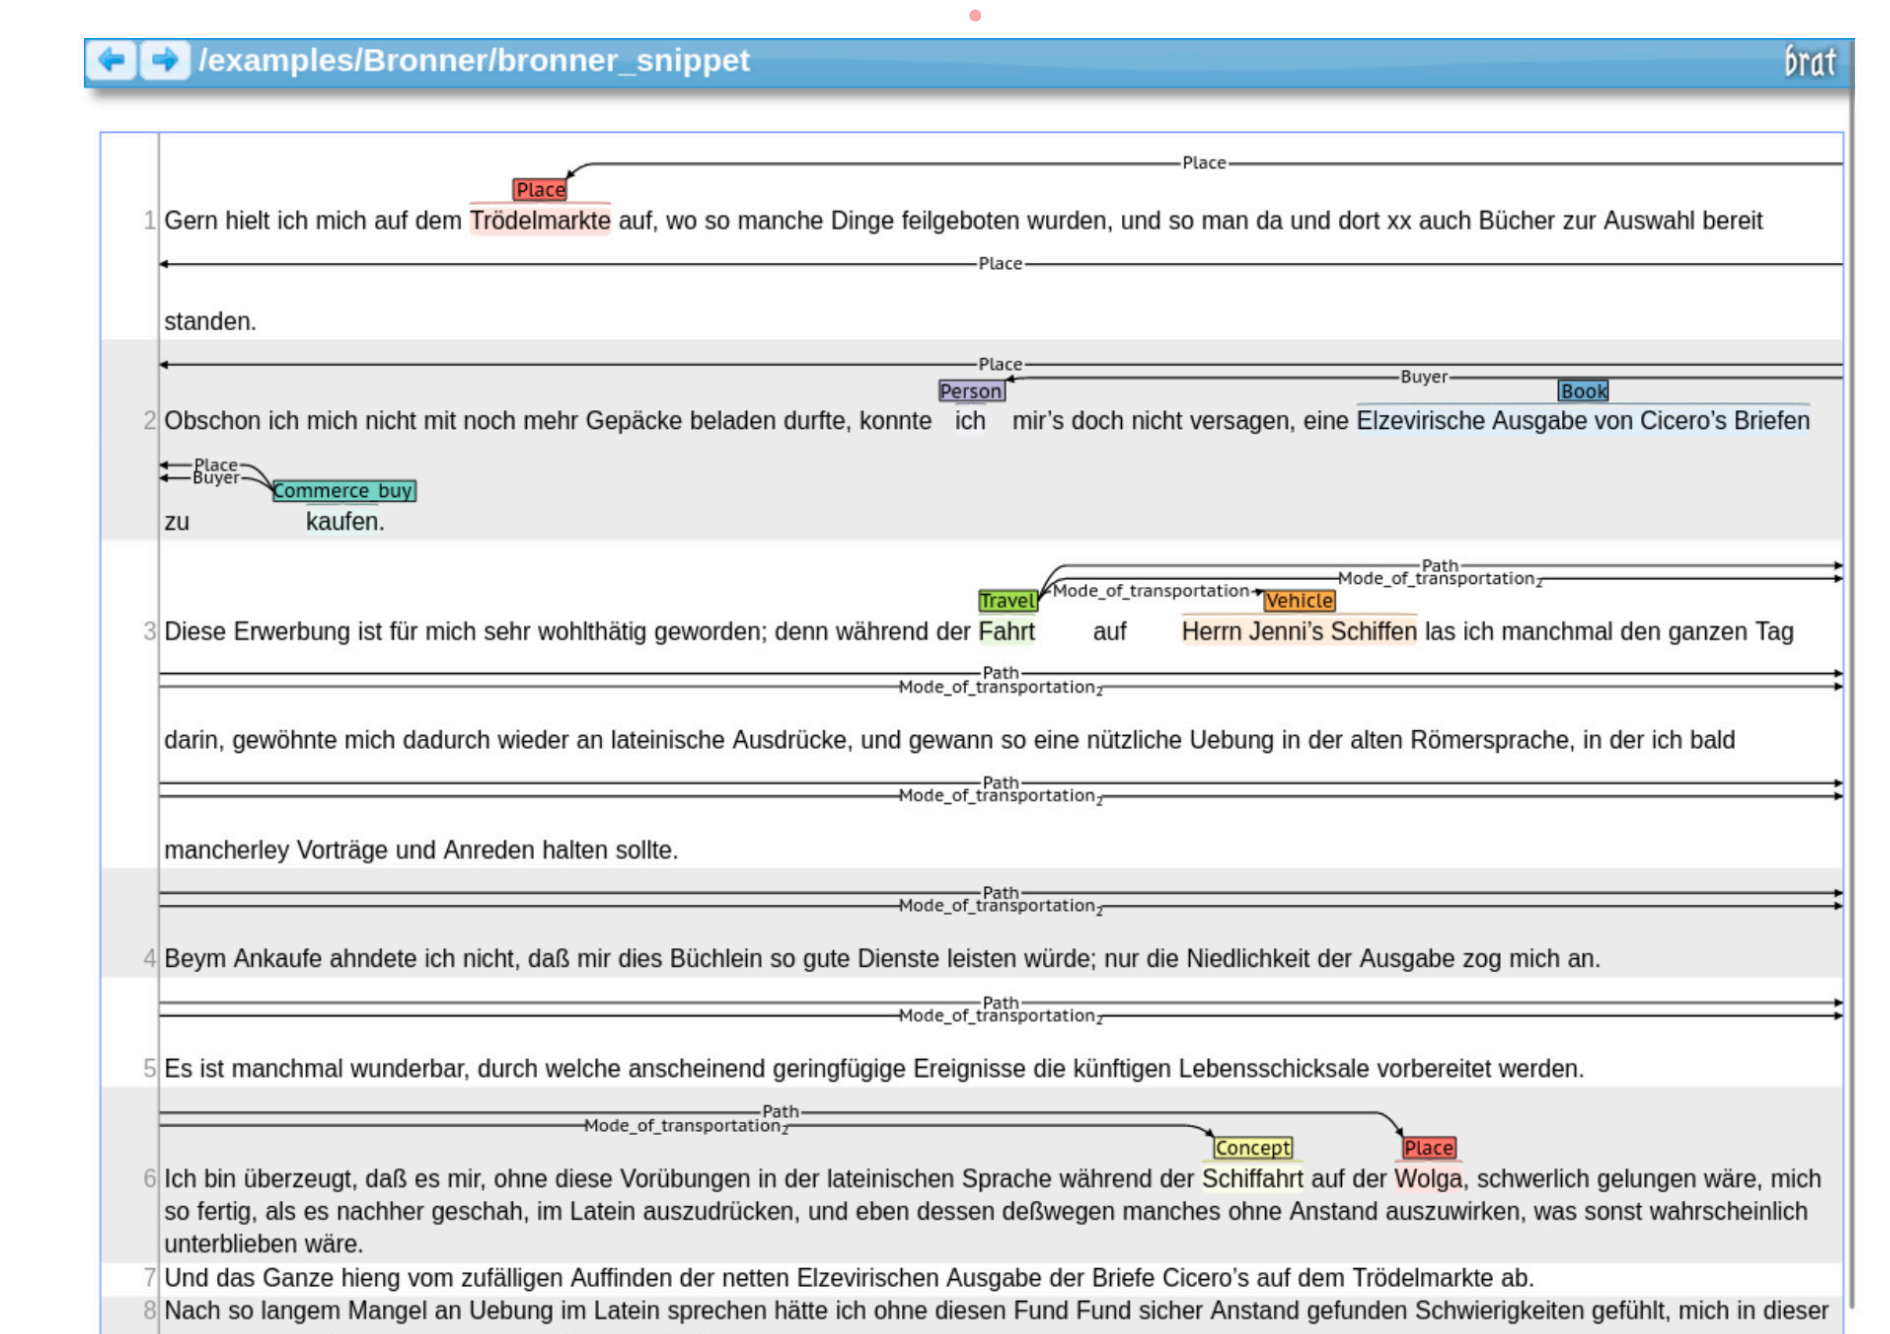 /examples/Bronner/bronner_snippet
brat
Place
Place
1 Gern hielt ich mich auf dem Trödelmarkte auf, wo so manche Dinge feilgeboten wurden, und so man da und dort xx auch Bücher zur Auswahl bereit
Place
standen.
Place
Buyer
Person Book
2 Obschon ich mich nicht mit noch mehr Gepäcke beladen durfte, konnte ich mir’s doch nicht versagen, eine Elzevirische Ausgabe von Cicero’s Briefen
Place
Buyer
Commerce_buy
zu kaufen.
Path
Mode_of_transportation2
Mode_of_transportation
Travel Vehicle
3 Diese Erwerbung ist für mich sehr wohlthätig geworden; denn während der Fahrt auf Herrn Jenni’s Schiffen las ich manchmal den ganzen Tag
Path
Mode_of_transportation2
darin, gewöhnte mich dadurch wieder an lateinische Ausdrücke, und gewann so eine nützliche Uebung in der alten Römersprache, in der ich bald
Path
Mode_of_transportation2
mancherley Vorträge und Anreden halten sollte.
Path
Mode_of_transportation2
4 Beym Ankaufe ahndete ich nicht, daß mir dies Büchlein so gute Dienste leisten würde; nur die Niedlichkeit der Ausgabe zog mich an.
Path
Mode_of_transportation2
5 Es ist manchmal wunderbar, durch welche anscheinend geringfügige Ereignisse die künftigen Lebensschicksale vorbereitet werden.
Path
Mode_of_transportation2
Concept Place
6 Ich bin überzeugt, daß es mir, ohne diese Vorübungen in der lateinischen Sprache während der Schiffahrt auf der Wolga, schwerlich gelungen wäre, mich
so fertig, als es nachher geschah, im Latein auszudrücken, und eben dessen deßwegen manches ohne Anstand auszuwirken, was sonst wahrscheinlich
unterblieben wäre.
7 Und das Ganze hieng vom zufälligen Auffinden der netten Elzevirischen Ausgabe der Briefe Cicero’s auf dem Trödelmarkte ab.
8 Nach so langem Mangel an Uebung im Latein sprechen hätte ich ohne diesen Fund Fund sicher Anstand gefunden Schwierigkeiten gefühlt, mich in dieser